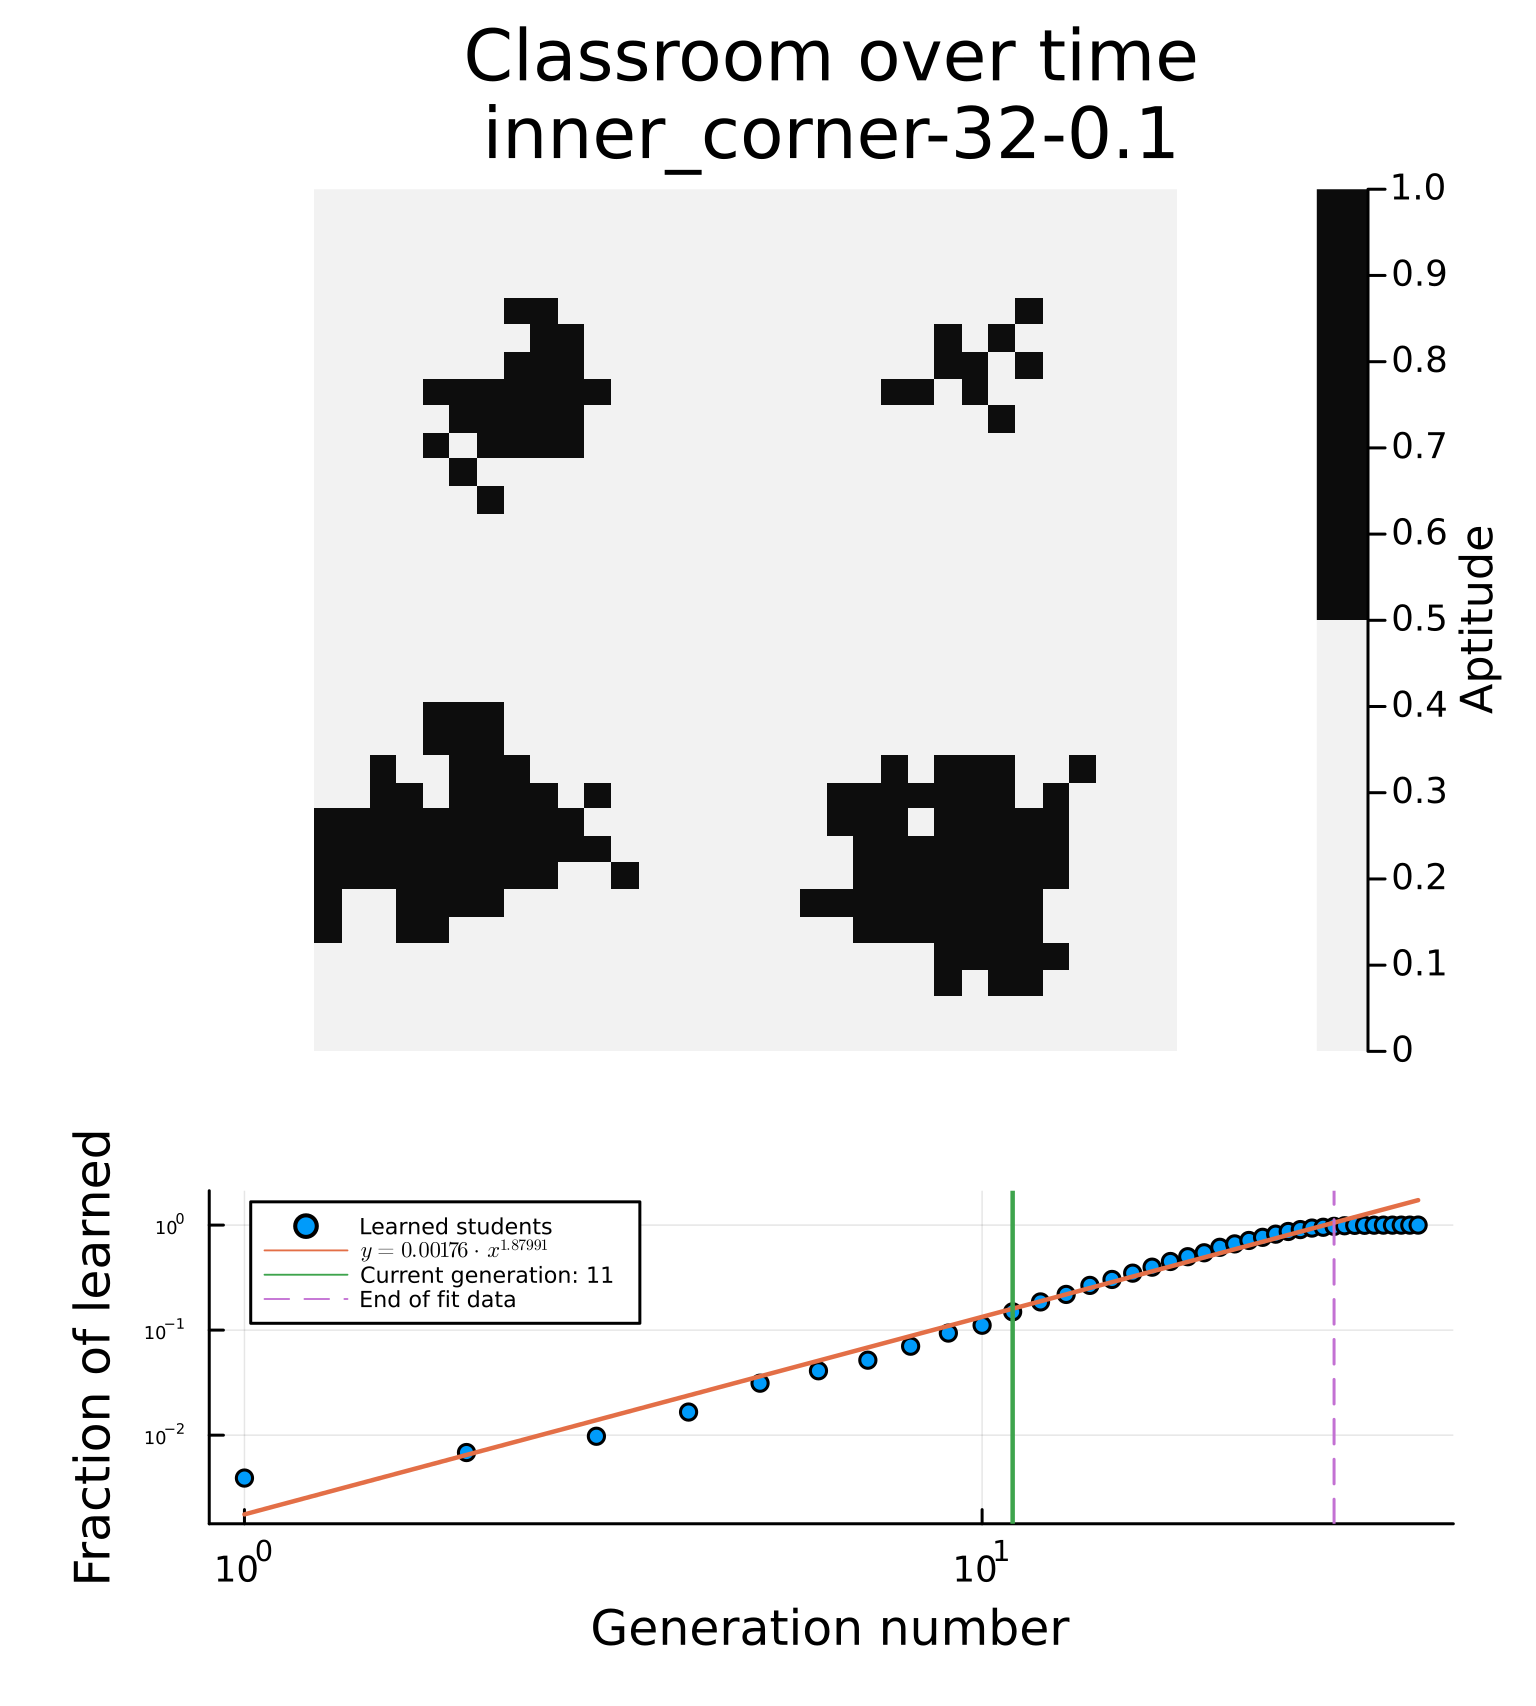 Classroom over time
inner_corner-32-0.1
1.0
0.9
0.8
0.7
0.6
0.5
0.4
0.3
0.2
0.1
0
Aptitude
Fraction of learned
10^0
10^-1
10^-2
Learned students
y = 0.00176 · x^1.87991
Current generation: 11
End of fit data
10^0
10^1
Generation number